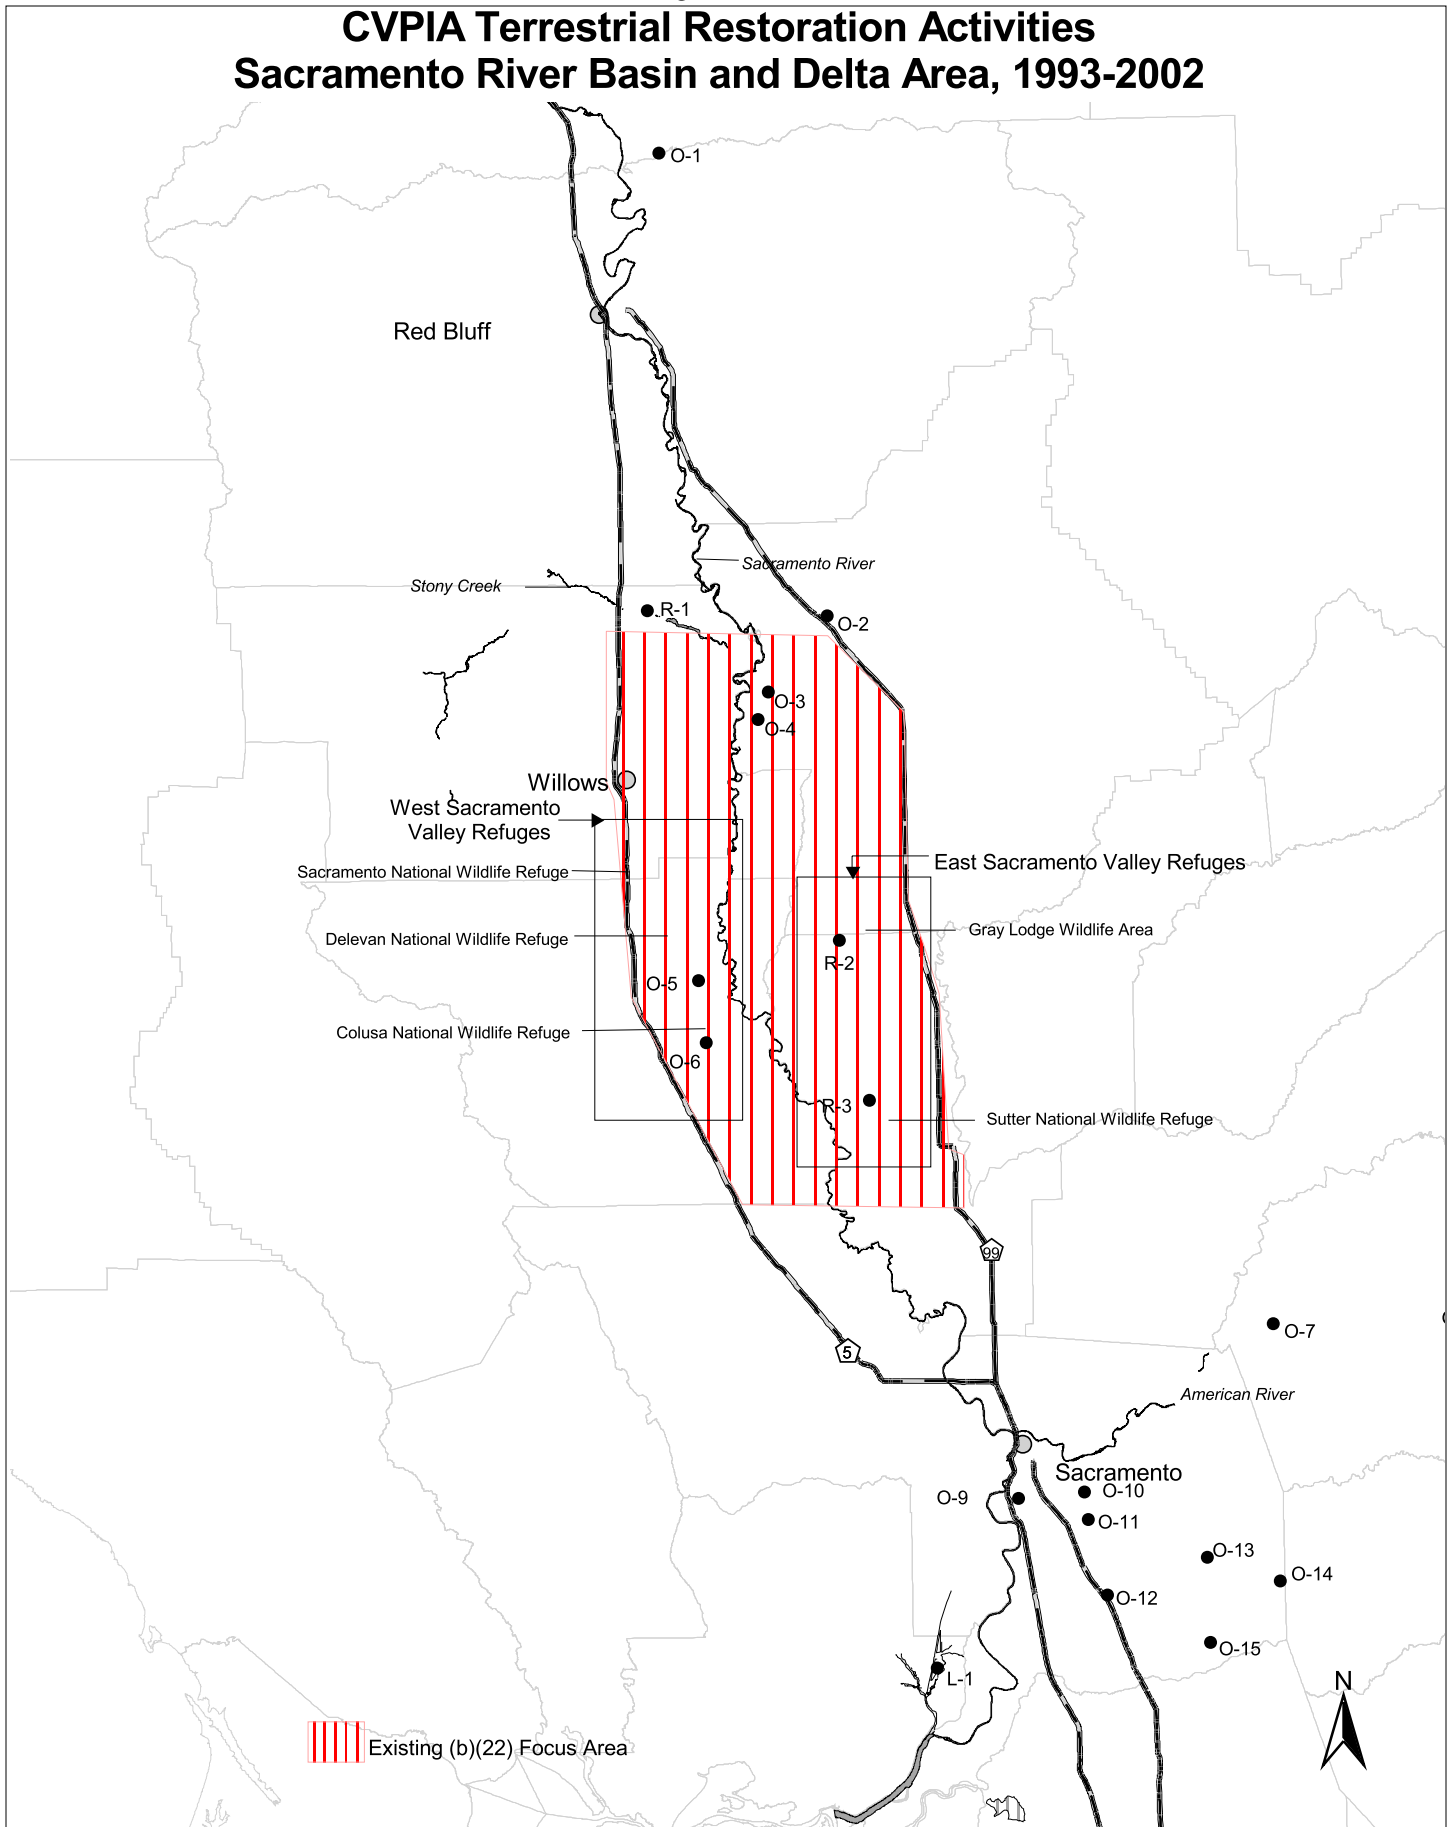 CVPIA Terrestrial Restoration Activities
Sacramento River Basin and Delta Area, 1993-2002
O-1
Red Bluff
Sacramento River
Stony Creek
R-1
O-2
O-3
O-4
Willows
West Sacramento
Valley Refuges
East Sacramento Valley Refuges
Sacramento National Wildlife Refuge
Gray Lodge Wildlife Area
Delevan National Wildlife Refuge
R-2
O-5
Colusa National Wildlife Refuge
O-6
R-3
Sutter National Wildlife Refuge
99
O-7
5
American River
Sacramento
O-10
O-9
O-11
O-13
O-14
O-12
O-15
L-1
N
Existing (b)(22) Focus Area